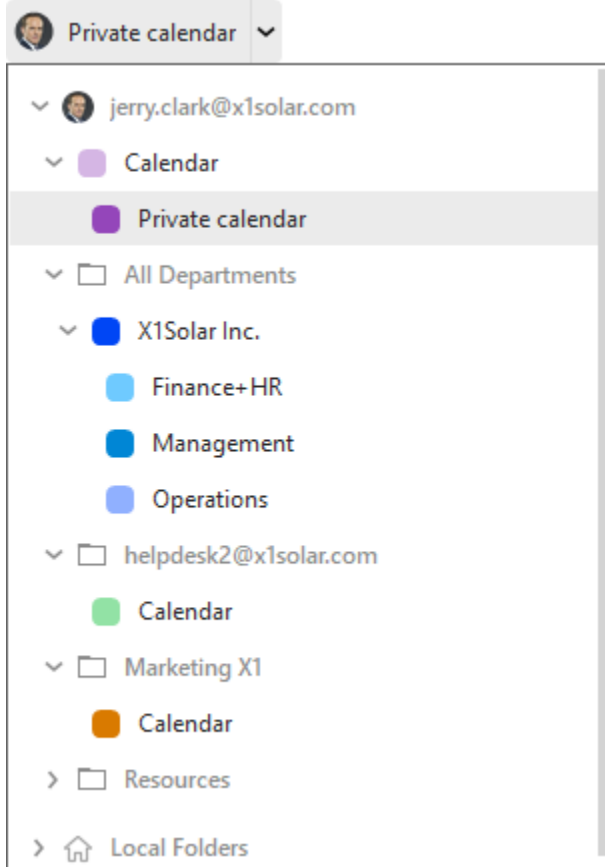 Private calendar
jerry.clark@x1solar.com
Calendar
Private calendar
All Departments
X1Solar Inc.
Finance+HR
Management
Operations
helpdesk2@x1solar.com
Calendar
Marketing X1
Calendar
Resources
Local Folders